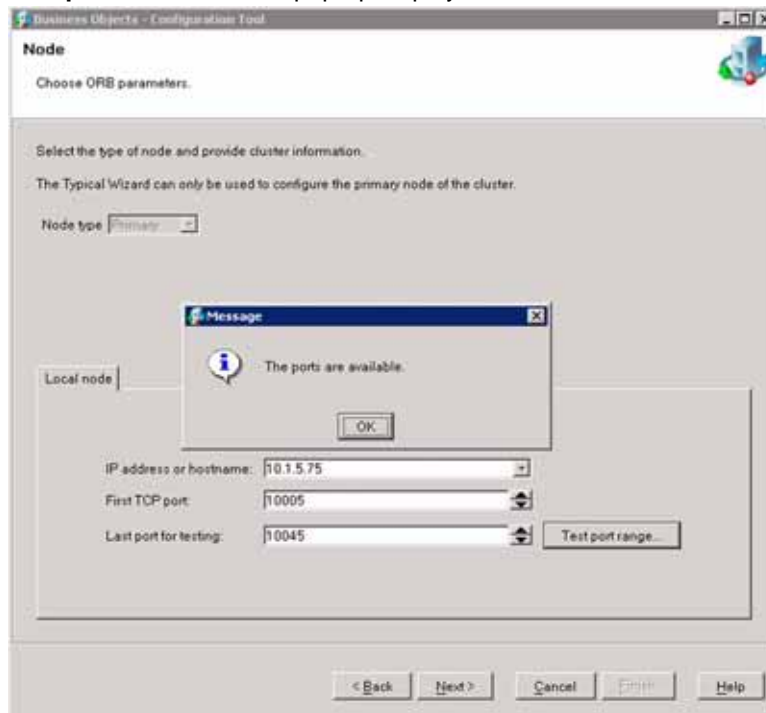 Business Objects - Configuration Tool
Node
Choose ORB parameters.
Select the type of node and provide cluster information.
The Typical Wizard can only be used to configure the primary node of the cluster.
Node type Primary
Message
The ports are available.
OK
Local node
IP address or hostname: 10.1.5.75
First TCP port: 10005
Last port for testing: 10045 Test port range...
< Back Next > Cancel Finish Help